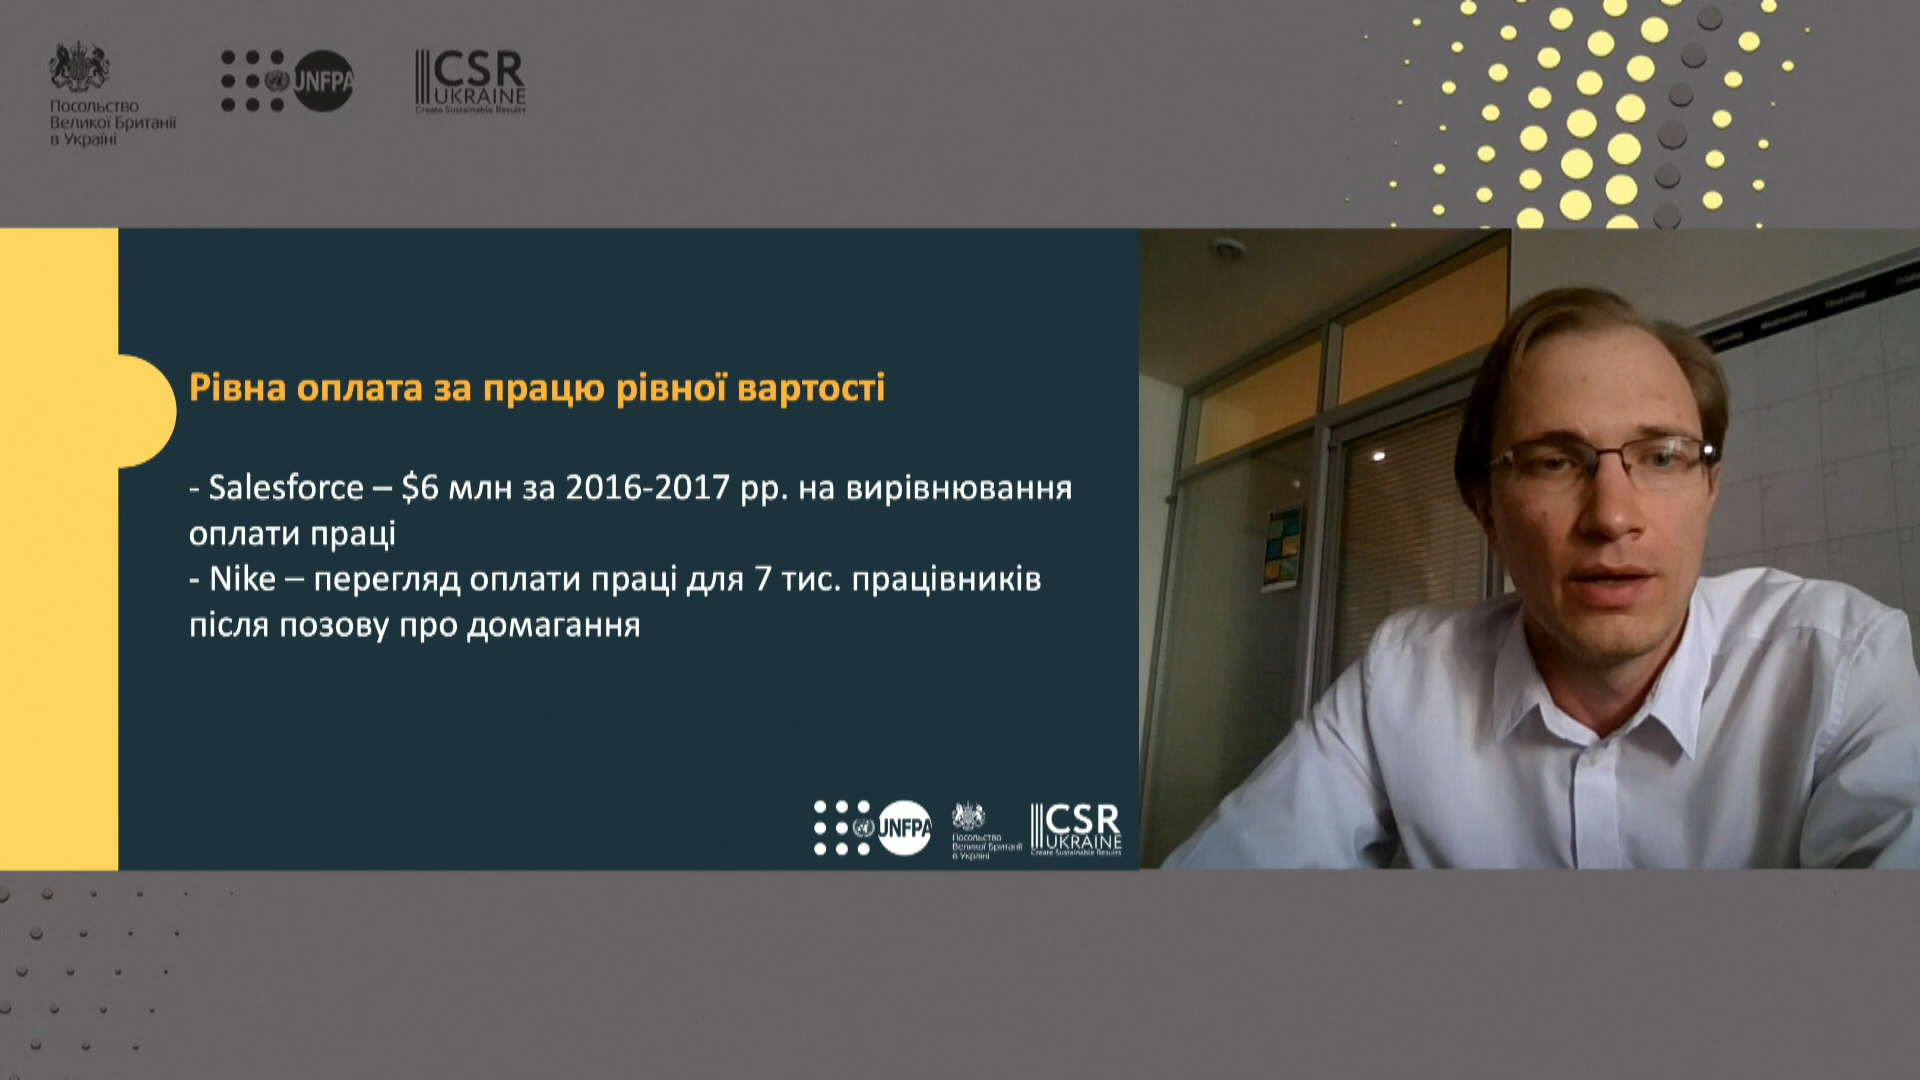 Посольство
Великої Британії
в Україні
UNFPA
CSR
UKRAINE
Create Sustainable Results
Рівна оплата за працю рівної вартості
- Salesforce – $6 млн за 2016-2017 рр. на вирівнювання
оплати праці
- Nike – перегляд оплати праці для 7 тис. працівників
після позову про домагання
UNFPA
Посольство
Великої Британії
в Україні
CSR
UKRAINE
Create Sustainable Results
Wednesday
Thursday